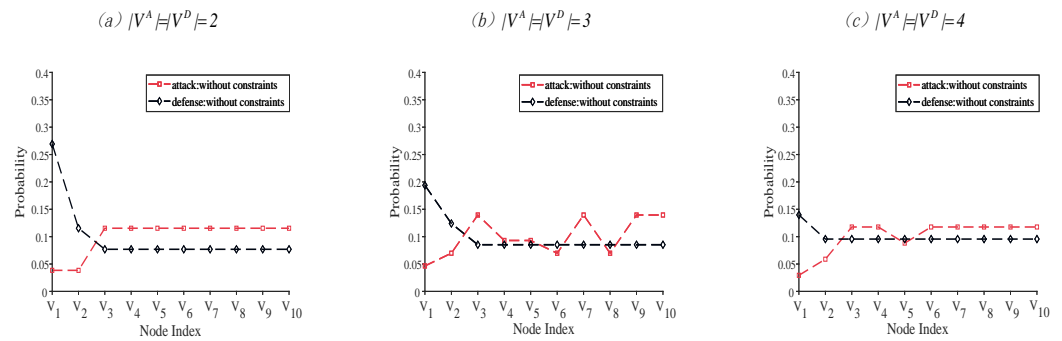 (a) |V^A|=|V^D|=2
0.4
0.35
0.3
0.25
0.2
0.15
0.1
0.05
0
Probability
attack:without constraints
defense:without constraints
V1 V2 V3 V4 V5 V6 V7 V8 V9 V10
Node Index
(b) |V^A|=|V^D|=3
0.4
0.35
0.3
0.25
0.2
0.15
0.1
0.05
0
Probability
attack:without constraints
defense:without constraints
V1 V2 V3 V4 V5 V6 V7 V8 V9 V10
Node Index
(c) |V^A|=|V^D|=4
0.4
0.35
0.3
0.25
0.2
0.15
0.1
0.05
0
Probability
attack:without constraints
defense:without constraints
V1 V2 V3 V4 V5 V6 V7 V8 V9 V10
Node Index